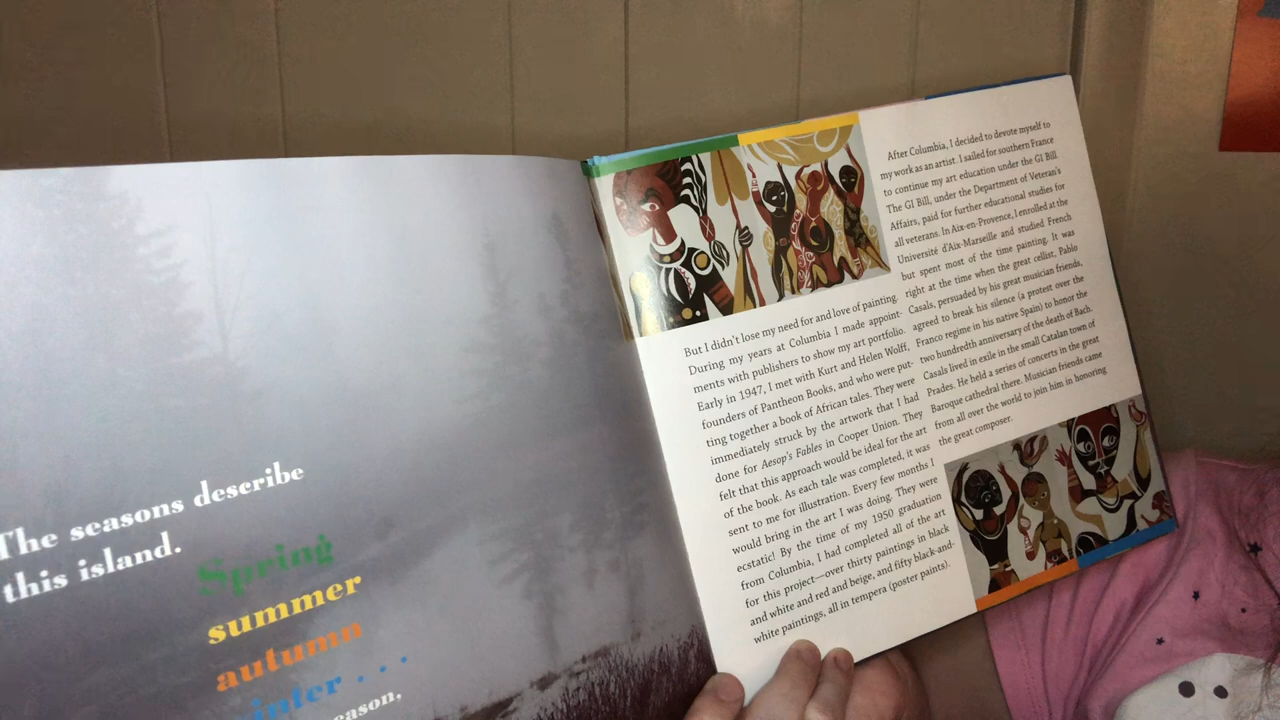 The seasons describe
this island.
Spring
summer
autumn
inter . . .
eason,
But I didn't lose my need for and love of painting.
During my years at Columbia I made appoint-
ments with publishers to show my art portfolio.
Early in 1947, I met with Kurt and Helen Wolff,
founders of Pantheon Books, and who were put-
ting together a book of African tales. They were
immediately struck by the artwork that I had
done for Aesop's Fables in Cooper Union. They
felt that this approach would be ideal for the art
of the book. As each tale was completed, it was
sent to me for illustration. Every few months I
would bring in the art I was doing. They were
ecstatic! By the time of my 1950 graduation
from Columbia, I had completed all of the art
for this project—over thirty paintings in black
and white and red and beige, and fifty black-and-
white paintings, all in tempera (poster paints).
After Columbia, I decided to devote myself to
my work as an artist. I sailed for southern France
to continue my art education under the GI Bill.
The GI Bill, under the Department of Veteran's
Affairs, paid for further educational studies for
all veterans. In Aix-en-Provence, I enrolled at the
Université d'Aix-Marseille and studied French
but spent most of the time painting. It was
right at the time when the great cellist, Pablo
Casals, persuaded by his great musician friends,
agreed to break his silence (a protest over the
Franco regime in his native Spain) to honor the
two hundredth anniversary of the death of Bach.
Casals lived in exile in the small Catalan town of
Prades. He held a series of concerts in the great
Baroque cathedral there. Musician friends came
from all over the world to join him in honoring
the great composer.